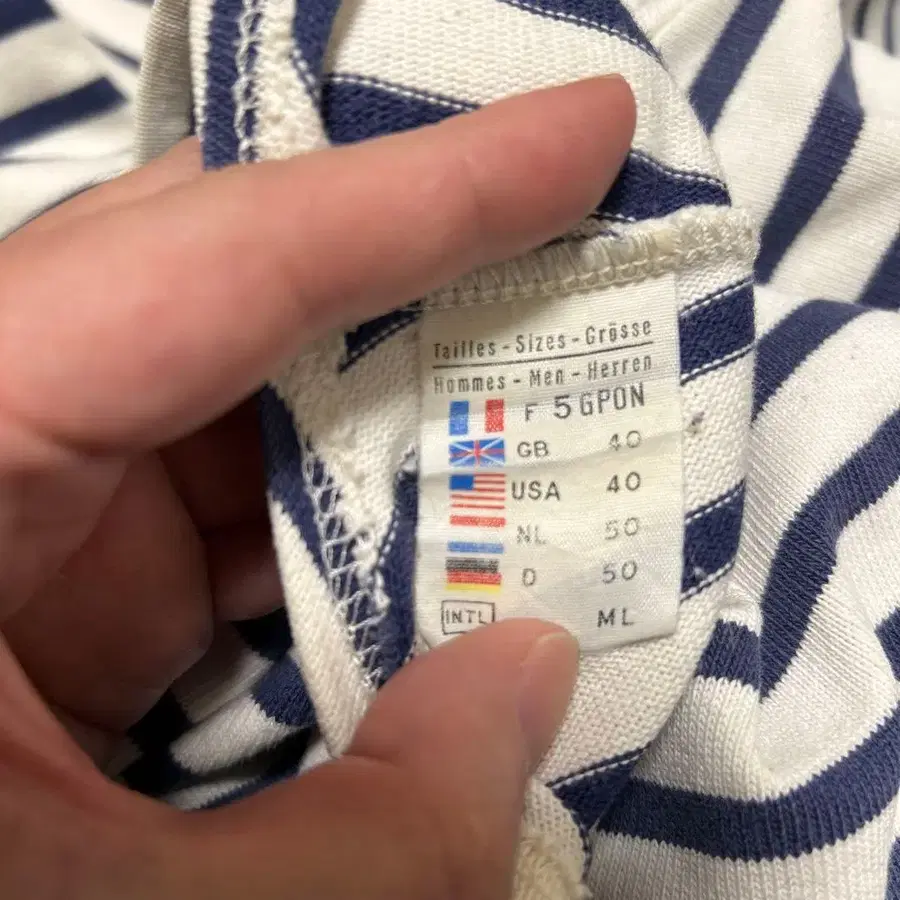 Tailles - Sizes - Grösse
Hommes - Men - Herren
F 5 GPON
GB 40
USA 40
NL 50
D 50
INTL ML